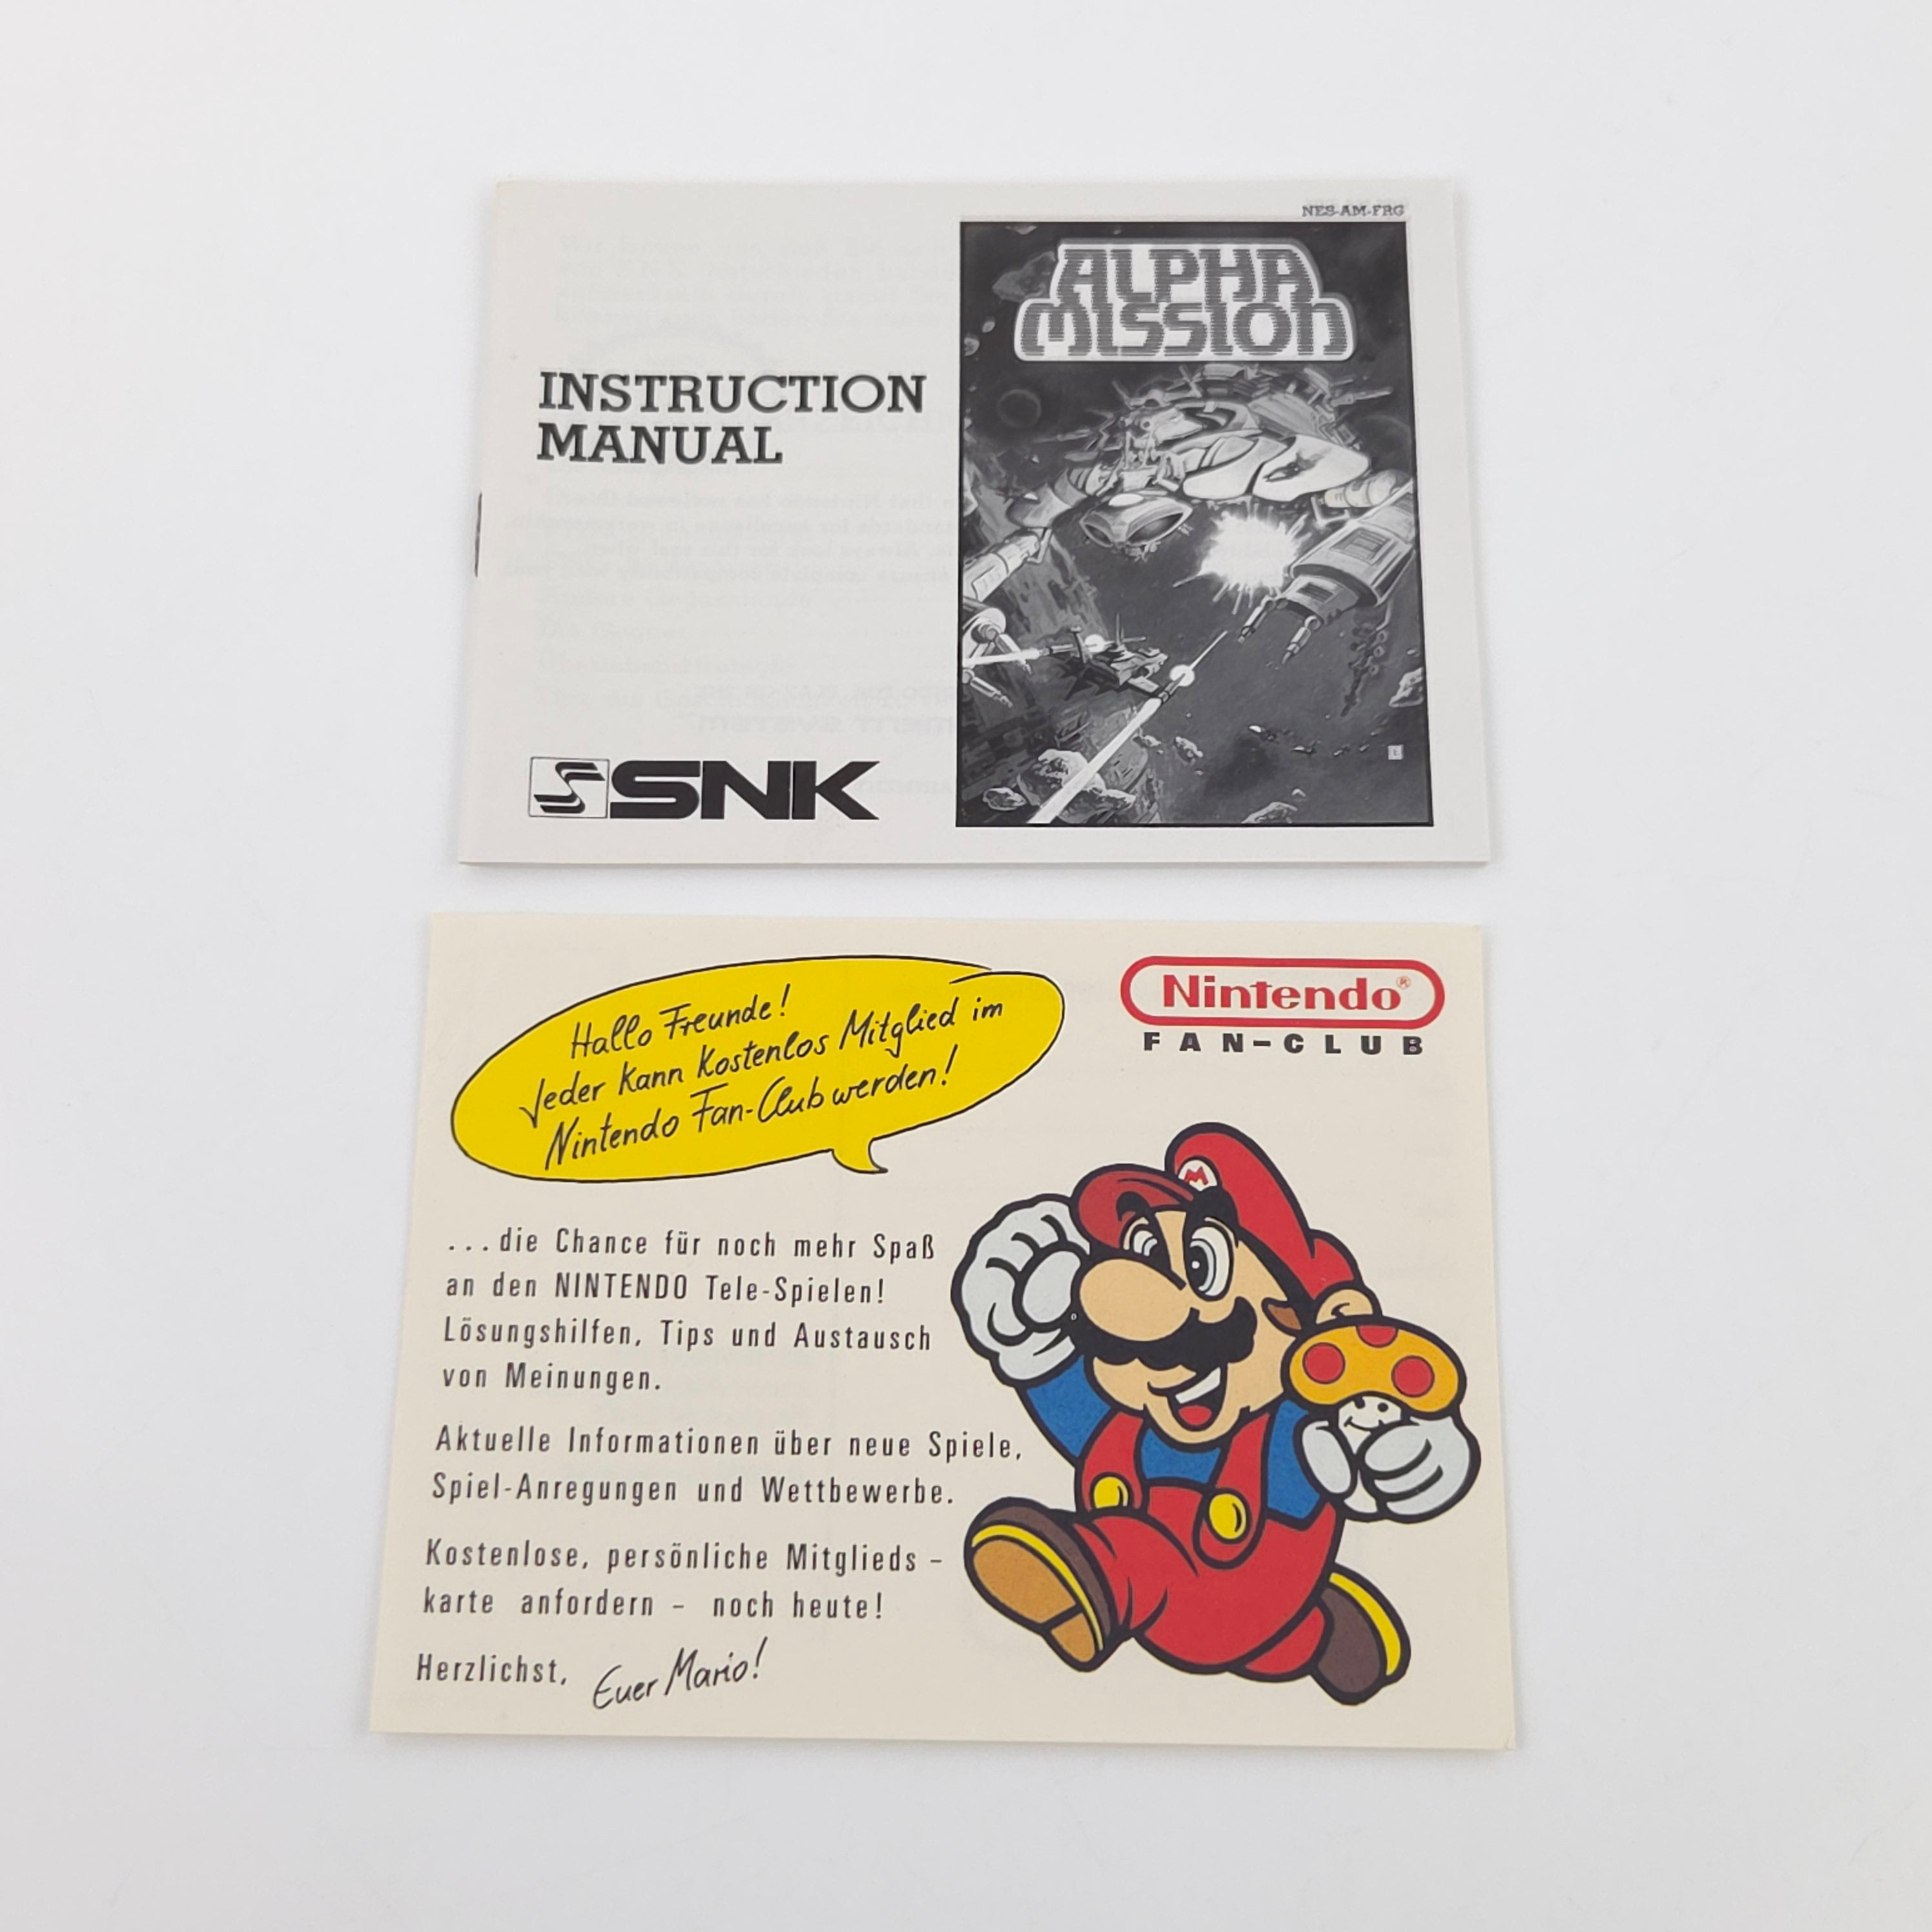 NES-AM-FRG
ALPHA
MISSION
INSTRUCTION
MANUAL
SNK
Nintendo®
FAN-CLUB
Hallo Freunde!
Jeder kann kostenlos Mitglied im
Nintendo Fan-Club werden!
M
...die Chance für noch mehr Spaß
an den NINTENDO Tele-Spielen!
Lösungshilfen, Tips und Austausch
von Meinungen.
Aktuelle Informationen über neue Spiele,
Spiel-Anregungen und Wettbewerbe.
Kostenlose, persönliche Mitglieds-
karte anfordern - noch heute!
Herzlichst, Euer Mario!